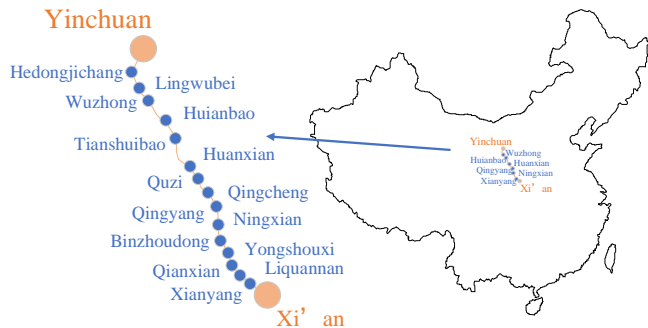 Yinchuan
Hedongjichang
Lingwubei
Wuzhong
Huianbao
Tianshuibao
Huanxian
Quzi
Qingcheng
Qingyang
Ningxian
Binzhoudong
Yongshouxi
Qianxian
Liquannan
Xianyang
Xi’ an
Yinchuan
Wuzhong
Huianbao
Huanxian
Qingyang
Ningxian
Xianyang
Xi’ an